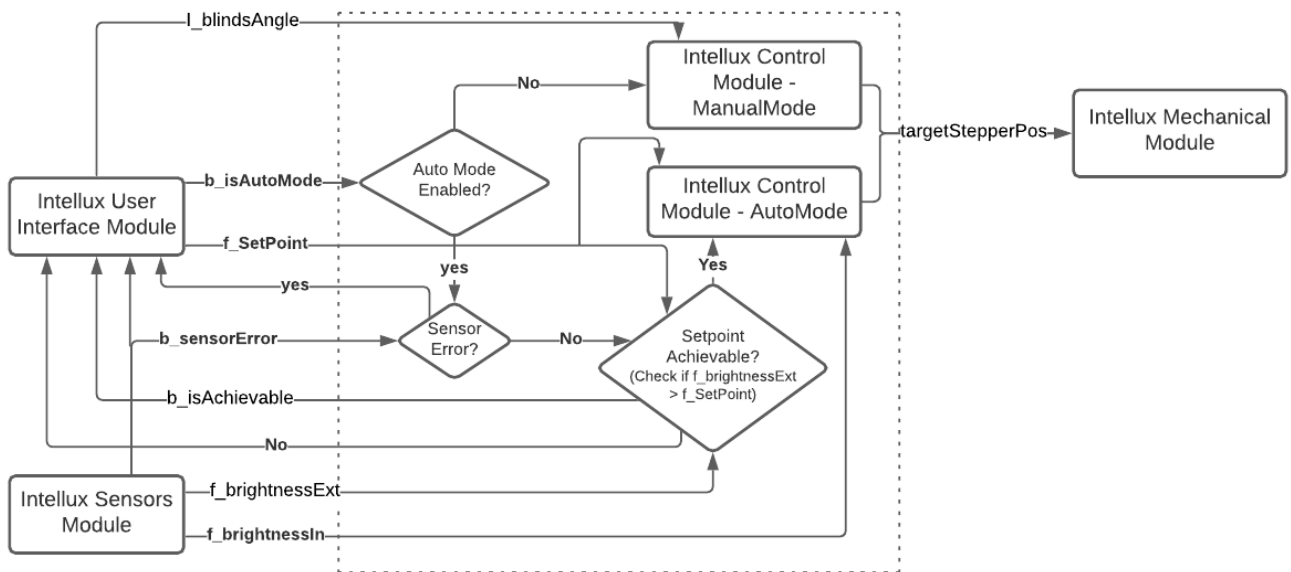 I_blindsAngle
Intellux Control
Module -
ManualMode
No
Intellux Mechanical
Module
targetStepperPos
Auto Mode
Enabled?
b_isAutoMode
Intellux User
Interface Module
Intellux Control
Module - AutoMode
f_SetPoint
yes
Yes
yes
Sensor
Error?
b_sensorError
No
Setpoint
Achievable?
(Check if f_brightnessExt
> f_SetPoint)
b_isAchievable
No
Intellux Sensors
Module
f_brightnessExt
f_brightnessIn